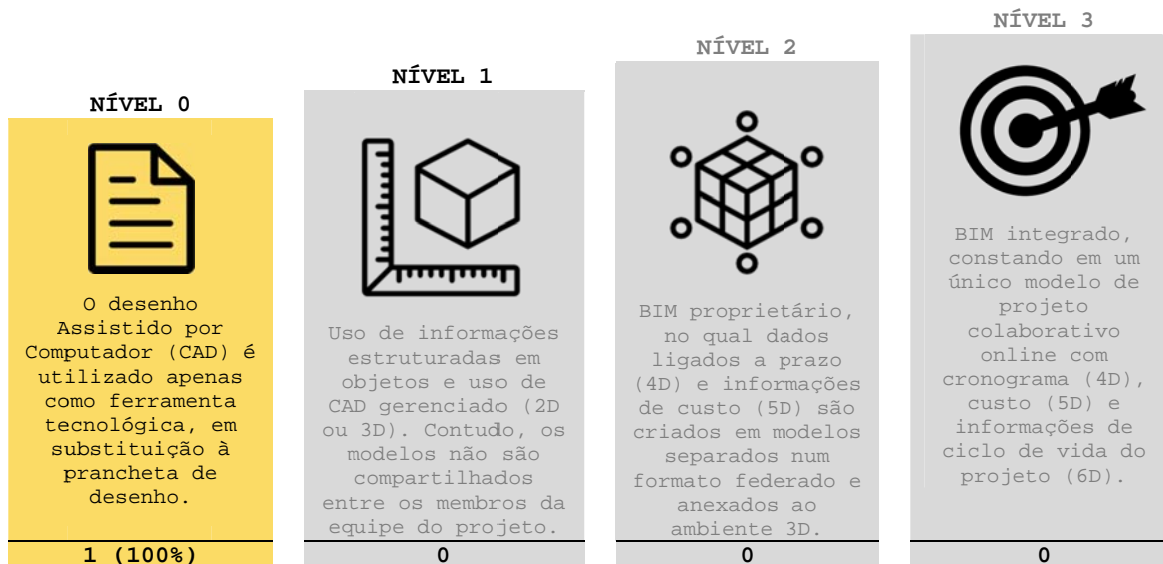 NÍVEL 0
O desenho
Assistido por
Computador (CAD) é
utilizado apenas
como ferramenta
tecnológica, em
substituição à
prancheta de
desenho.
1 (100%)
NÍVEL 1
Uso de informações
estruturadas em
objetos e uso de
CAD gerenciado (2D
ou 3D). Contudo, os
modelos não são
compartilhados
entre os membros da
equipe do projeto.
0
NÍVEL 2
BIM proprietário,
no qual dados
ligados a prazo
(4D) e informações
de custo (5D) são
criados em modelos
separados num
formato federado e
anexados ao
ambiente 3D.
0
NÍVEL 3
BIM integrado,
constando em um
único modelo de
projeto
colaborativo
online com
cronograma (4D),
custo (5D) e
informações de
ciclo de vida do
projeto (6D).
0